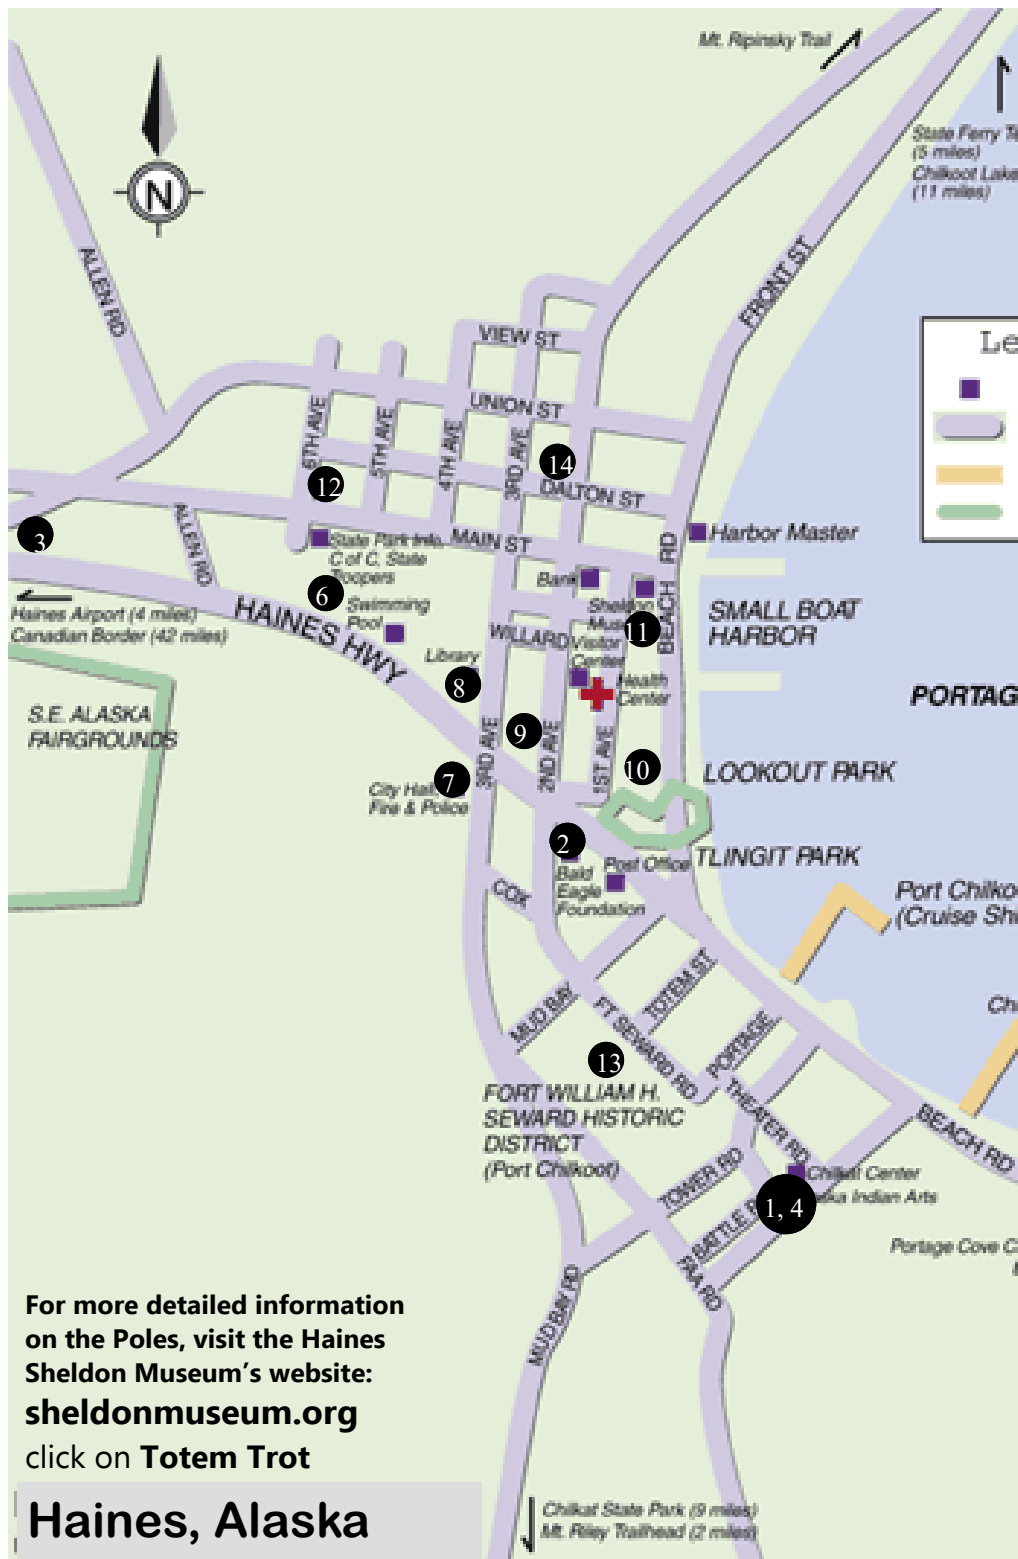 Mt. Ripinsky Trail
State Ferry
(5 miles)
Chilkoot Lake
(11 miles)
N
ALLEN RD
FRONT ST
VIEW ST
UNION ST
6TH AVE
5TH AVE
4TH AVE
3RD AVE
14
12
DALTON ST
3
ALLEN RD
State Park Info.
C of C, State
Troopers
MAIN ST
BEACH RD
Harbor Master
Bank
Sheldon
6
Swimming
Pool
SMALL BOAT
HARBOR
Haines Airport (4 miles)
Canadian Border (42 miles)
HAINES HWY
WILLARD
11
Visitor
Center
Library
8
Health
Center
PORTAG
S.E. ALASKA
FAIRGROUNDS
9
3RD AVE
2ND AVE
1ST AVE
10
LOOKOUT PARK
7
City Hall,
Fire & Police
2
Post Office
TLINGIT PARK
Bald
Eagle
Foundation
COX
Port Chilko
(Cruise Sh
MUD BAY
TOTEM ST
FT SEWARD RD
PORTAGE
13
FORT WILLIAM H.
SEWARD HISTORIC
DISTRICT
(Port Chilkoot)
THEATER RD
BEACH RD
TOWER RD
Chilkat Center
ka Indian Arts
1, 4
BATTLE R
FAA RD
Portage Cove C
MUD BAY RD
For more detailed information
on the Poles, visit the Haines
Sheldon Museum’s website:
sheldonmuseum.org
click on Totem Trot
Haines, Alaska
Chilkat State Park (9 miles)
Mt. Riley Trailhead (2 miles)
Le
Ch